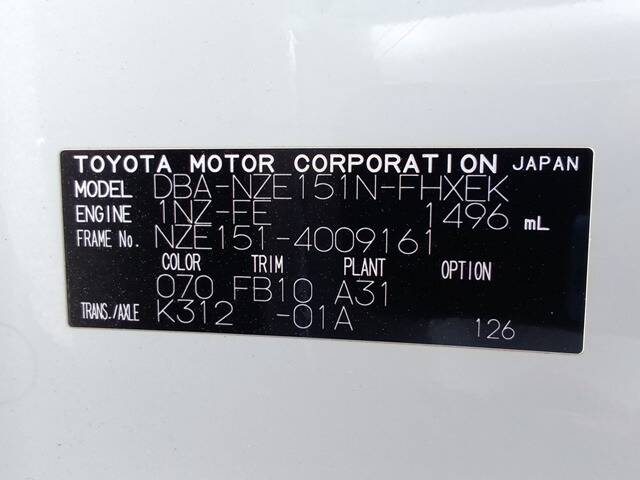 TOYOTA MOTOR CORPORATION JAPAN
MODEL DBA-NZE151N-FHXEK
ENGINE 1NZ-FE 1496 mL
FRAME No. NZE151-4009161
COLOR TRIM PLANT OPTION
070 FB10 A31
TRANS./AXLE K312 -01A 126